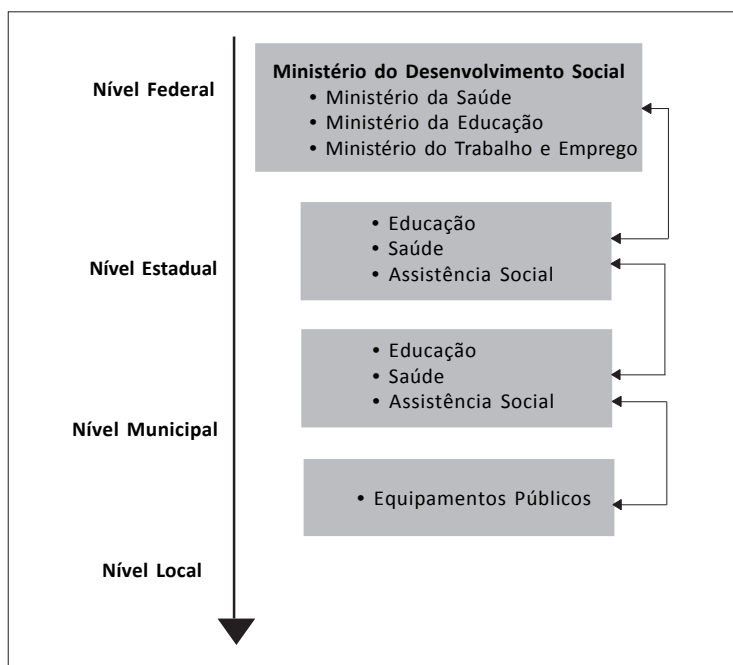 Nível Federal
Ministério do Desenvolvimento Social
• Ministério da Saúde
• Ministério da Educação
• Ministério do Trabalho e Emprego
Nível Estadual
• Educação
• Saúde
• Assistência Social
Nível Municipal
• Educação
• Saúde
• Assistência Social
• Equipamentos Públicos
Nível Local